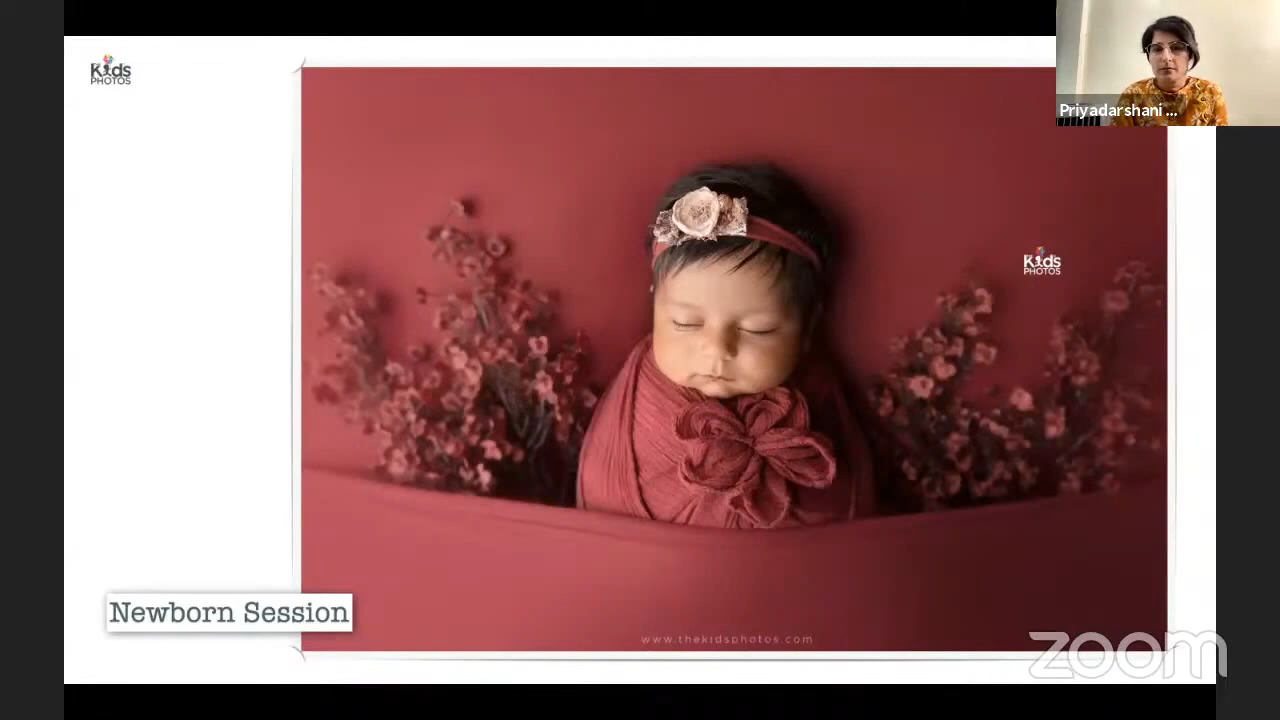 Kids
PHOTOS
Priyadarshani ...
Kids
PHOTOS
Newborn Session
www.thekidsphotos.com
zoom